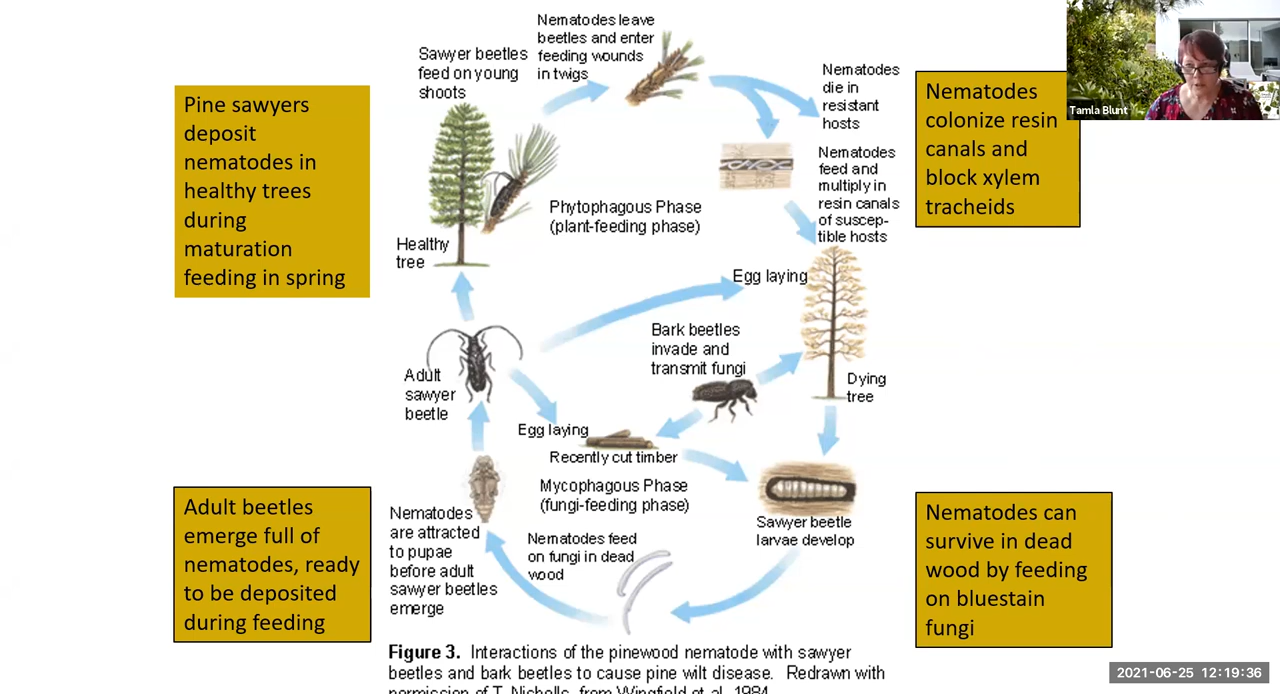 Nematodes leave
beetles and enter
feeding wounds
in twigs
Sawyer beetles
feed on young
shoots
Nematodes
die in
resistant
hosts
Tamla Blunt
Pine sawyers
deposit
nematodes in
healthy trees
during
maturation
feeding in spring
Nematodes
colonize resin
canals and
block xylem
tracheids
Nematodes
feed and
multiply in
resin canals
of suscep-
tible hosts
Phytophagous Phase
(plant-feeding phase)
Healthy
tree
Egg laying
Bark beetles
invade and
transmit fungi
Adult
sawyer
beetle
Dying
tree
Egg laying
Recently cut timber
Mycophagous Phase
(fungi-feeding phase)
Sawyer beetle
larvae develop
Adult beetles
emerge full of
nematodes, ready
to be deposited
during feeding
Nematodes
are attracted
to pupae
before adult
sawyer beetles
emerge
Nematodes feed
on fungi in dead
wood
Nematodes can
survive in dead
wood by feeding
on bluestain
fungi
Figure 3. Interactions of the pinewood nematode with sawyer
beetles and bark beetles to cause pine wilt disease. Redrawn with
permission of T. Nicholls, from Wingfield et al. 1984
2021-06-25 12:19:36